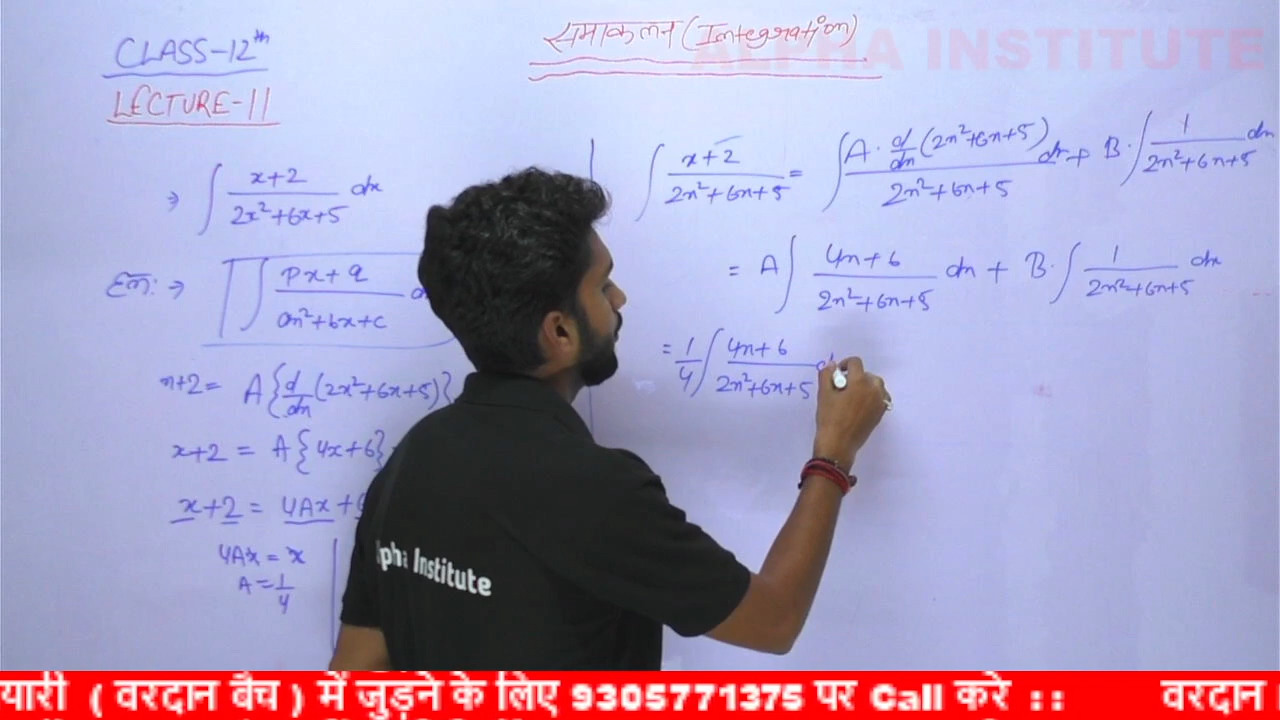 समाकलन (Integration)
ALPHA INSTITUTE
CLASS-12th
LECTURE-11
⇒ ∫ (x+2)/(2x²+6x+5) dx
⇒ ∫ (px+q)/(ax²+bx+c)
x+2 = A{d/dx(2x²+6x+5)}
x+2 = A{4x+6}
x+2 = 4Ax+6
4Ax = x
A = 1/4
∫ (x+2)/(2x²+6x+5) = ∫ (A · d/dx(2x²+6x+5))/(2x²+6x+5) dx + B · ∫ 1/(2x²+6x+5) dx
= A ∫ (4x+6)/(2x²+6x+5) dx + B · ∫ 1/(2x²+6x+5) dx
= 1/4 ∫ (4x+6)/(2x²+6x+5)
Alpha Institute
यारी ( वरदान बैच ) में जुड़ने के लिए 9305771375 पर Call करे : : वरदान